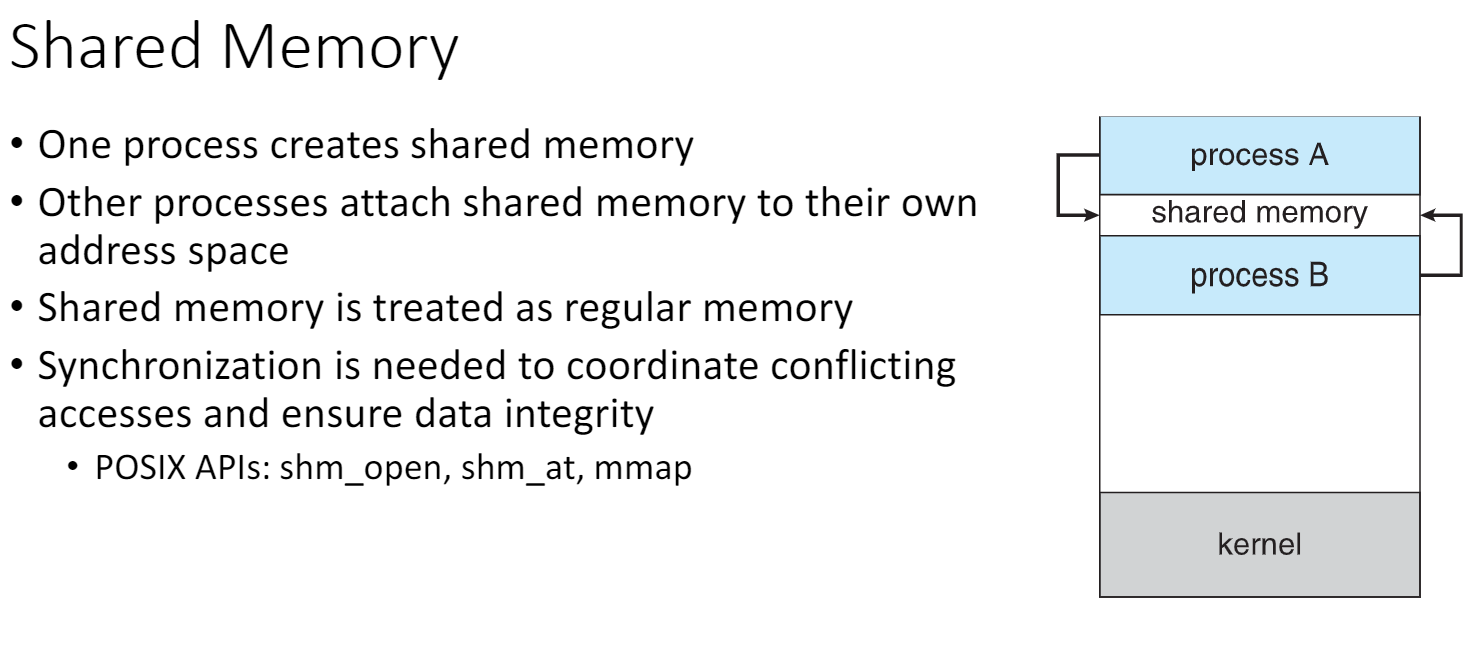 Shared Memory
• One process creates shared memory
• Other processes attach shared memory to their own
address space
• Shared memory is treated as regular memory
• Synchronization is needed to coordinate conflicting
accesses and ensure data integrity
• POSIX APIs: shm_open, shm_at, mmap
process A
shared memory
process B
kernel